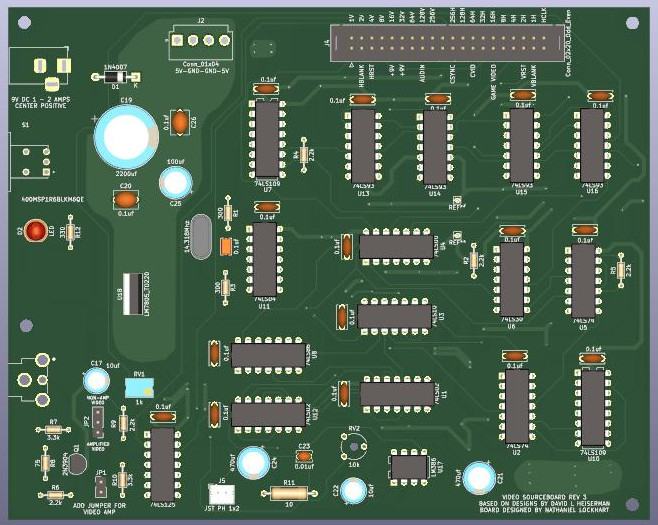 J2
Conn_01x04
5V-GND-GND-5V
1V
2V
4V
8V
16V
32V
64V
128V
256V
256H
128H
64H
32H
16H
8H
4H
2H
1H
HCLK
J4
HBLANK
HRST
+9V
+9V
AUDIN
CSYNC
CVID
GAME VIDEO
VRST
VBLANK
Conn_02x20_Odd_Even
9V DC 1 - 2 AMPS
CENTER POSITIVE
1N4007
D1
K
C19
2200uf
C26
0.1uf
0.1uf
74LS109
U7
R4
2.2k
0.1uf
74LS93
U13
0.1uf
74LS93
U14
0.1uf
74LS93
U15
0.1uf
74LS93
U16
S1
400MSP1R6BLKM6QE
100uf
C25
C20
0.1uf
D2
LED
330
R12
14.318MHz
300
R1
0.1uf
300
R3
0.1uf
74LS04
U11
REF
REF
0.1uf
U4
R2
2.2k
0.1uf
74LS30
U6
0.1uf
74LS74
U5
R5
2.2k
U18
LM7805_TO220
0.1uf
U3
0.1uf
U8
0.1uf
U12
0.1uf
74LS02
U1
0.1uf
74LS74
U2
0.1uf
74LS109
U10
C17
10uf
NON-AMP
VIDEO
RV1
1k
JP2
AMPLIFIED
VIDEO
R9
2.2k
0.1uf
74LS125
R7
3.3k
75
R8
2N3904
Q1
R6
2.2k
JP1
R10
3.3k
ADD JUMPER FOR
VIDEO AMP
470uf
C24
C23
0.01uf
RV2
10k
J5
JST PH 1x2
R11
10
C22
10uf
LM386
U17
470uf
C21
VIDEO SOURCEBOARD REV 3
BASED ON DESIGNS BY DAVID L HEISERMAN
BOARD DESIGNED BY NATHANIEL LOCKHART